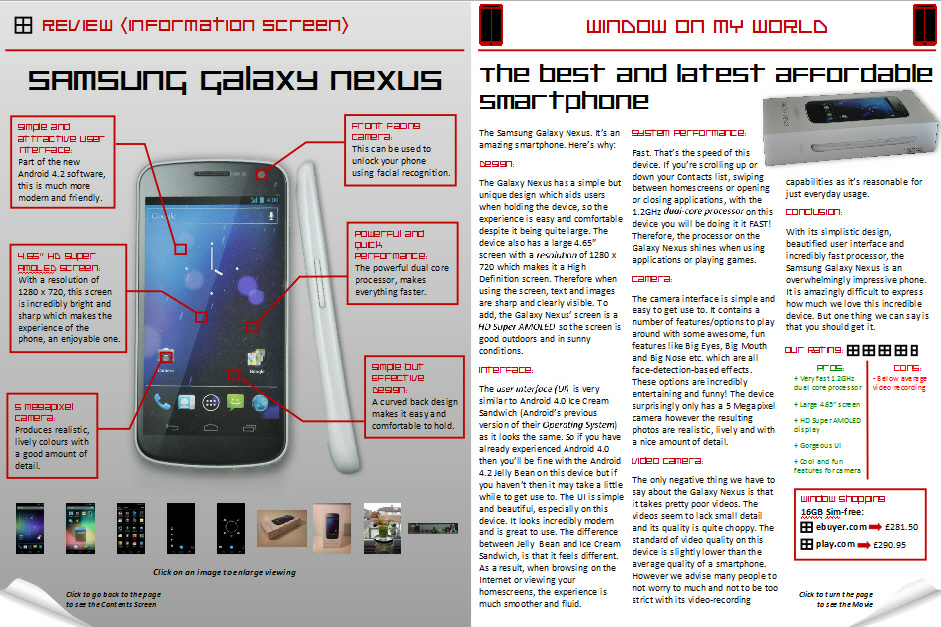 REVIEW (INFORMATION SCREEN)
SAMSUNG GALAXY NEXUS
Simple and
attractive user
interface:
Part of the new
Android 4.2 software,
this is much more
modern and friendly.
4.65" HD Super
AMOLED screen:
With a resolution of
1280 x 720, this screen
is incredibly bright and
sharp which makes the
experience of the
phone, an enjoyable one.
5 megapixel
camera:
Produces realistic,
lively colours with
a good amount of
detail.
Front facing
camera:
This can be used to
unlock your phone
using facial recognition.
Powerful and
quick
performance:
The powerful dual core
processor, makes
everything faster.
Simple but
effective
design:
A curved back design
makes it easy and
comfortable to hold.
Google
Camera
Google
Click on an image to enlarge viewing
Click to go back to the page
to see the Contents Screen
WINDOW ON MY WORLD
The best and latest affordable
smartphone
The Samsung Galaxy Nexus. It's an
amazing smartphone. Here's why:
Design:
The Galaxy Nexus has a simple but
unique design which aids users
when holding the device, so the
experience is easy and comfortable
despite it being quite large. The
device also has a large 4.65"
screen with a resolution of 1280 x
720 which makes it a High
Definition screen. Therefore when
using the screen, text and images
are sharp and clearly visible. To
add, the Galaxy Nexus' screen is a
HD Super AMOLED so the screen is
good outdoors and in sunny
conditions.
Interface:
The user interface (UI) is very
similar to Android 4.0 Ice Cream
Sandwich (Android's previous
version of their Operating System)
as it looks the same. So if you have
already experienced Android 4.0
then you'll be fine with the Android
4.2 Jelly Bean on this device but if
you haven't then it may take a little
while to get use to. The UI is simple
and beautiful, especially on this
device. It looks incredibly modern
and is great to use. The difference
between Jelly Bean and Ice Cream
Sandwich, is that it feels different.
As a result, when browsing on the
Internet or viewing your
homescreens, the experience is
much smoother and fluid.
System performance:
Fast. That's the speed of this
device. If you're scrolling up or
down your Contacts list, swiping
between homescreens or opening
or closing applications, with the
1.2GHz dual-core processor on this
device you will be doing it it FAST!
Therefore, the processor on the
Galaxy Nexus shines when using
applications or playing games.
Camera:
The camera interface is simple and
easy to get use to. It contains a
number of features/options to play
around with some awesome, fun
features like Big Eyes, Big Mouth
and Big Nose etc. which are all
face-detection-based effects.
These options are incredibly
entertaining and funny! The device
surprisingly only has a 5 Megapixel
camera however the resulting
photos are realistic, lively and with
a nice amount of detail.
Video camera:
The only negative thing we have to
say about the Galaxy Nexus is that
it takes pretty poor videos. The
videos seem to lack small detail
and its quality is quite choppy. The
standard of video quality on this
device is slightly lower than the
average quality of a smartphone.
However we advise many people to
not worry to much and not to be too
strict with its video-recording
capabilities as it's reasonable for
just everyday usage.
Conclusion:
With its simplistic design,
beautified user interface and
incredibly fast processor, the
Samsung Galaxy Nexus is an
overwhelmingly impressive phone.
It is amazingly difficult to express
how much we love this incredible
device. But one thing we can say is
that you should get it.
Our rating:
Pros:
+ Very fast 1.2GHz
dual core processor
+ Large 4.65" screen
+ HD Super AMOLED
display
+ Gorgeous UI
+ Cool and fun
features for camera
Cons:
- Below average
video recording
Window shopping
16GB Sim-free:
ebuyer.com £281.50
play.com £290.95
Click to turn the page
to see the Movie